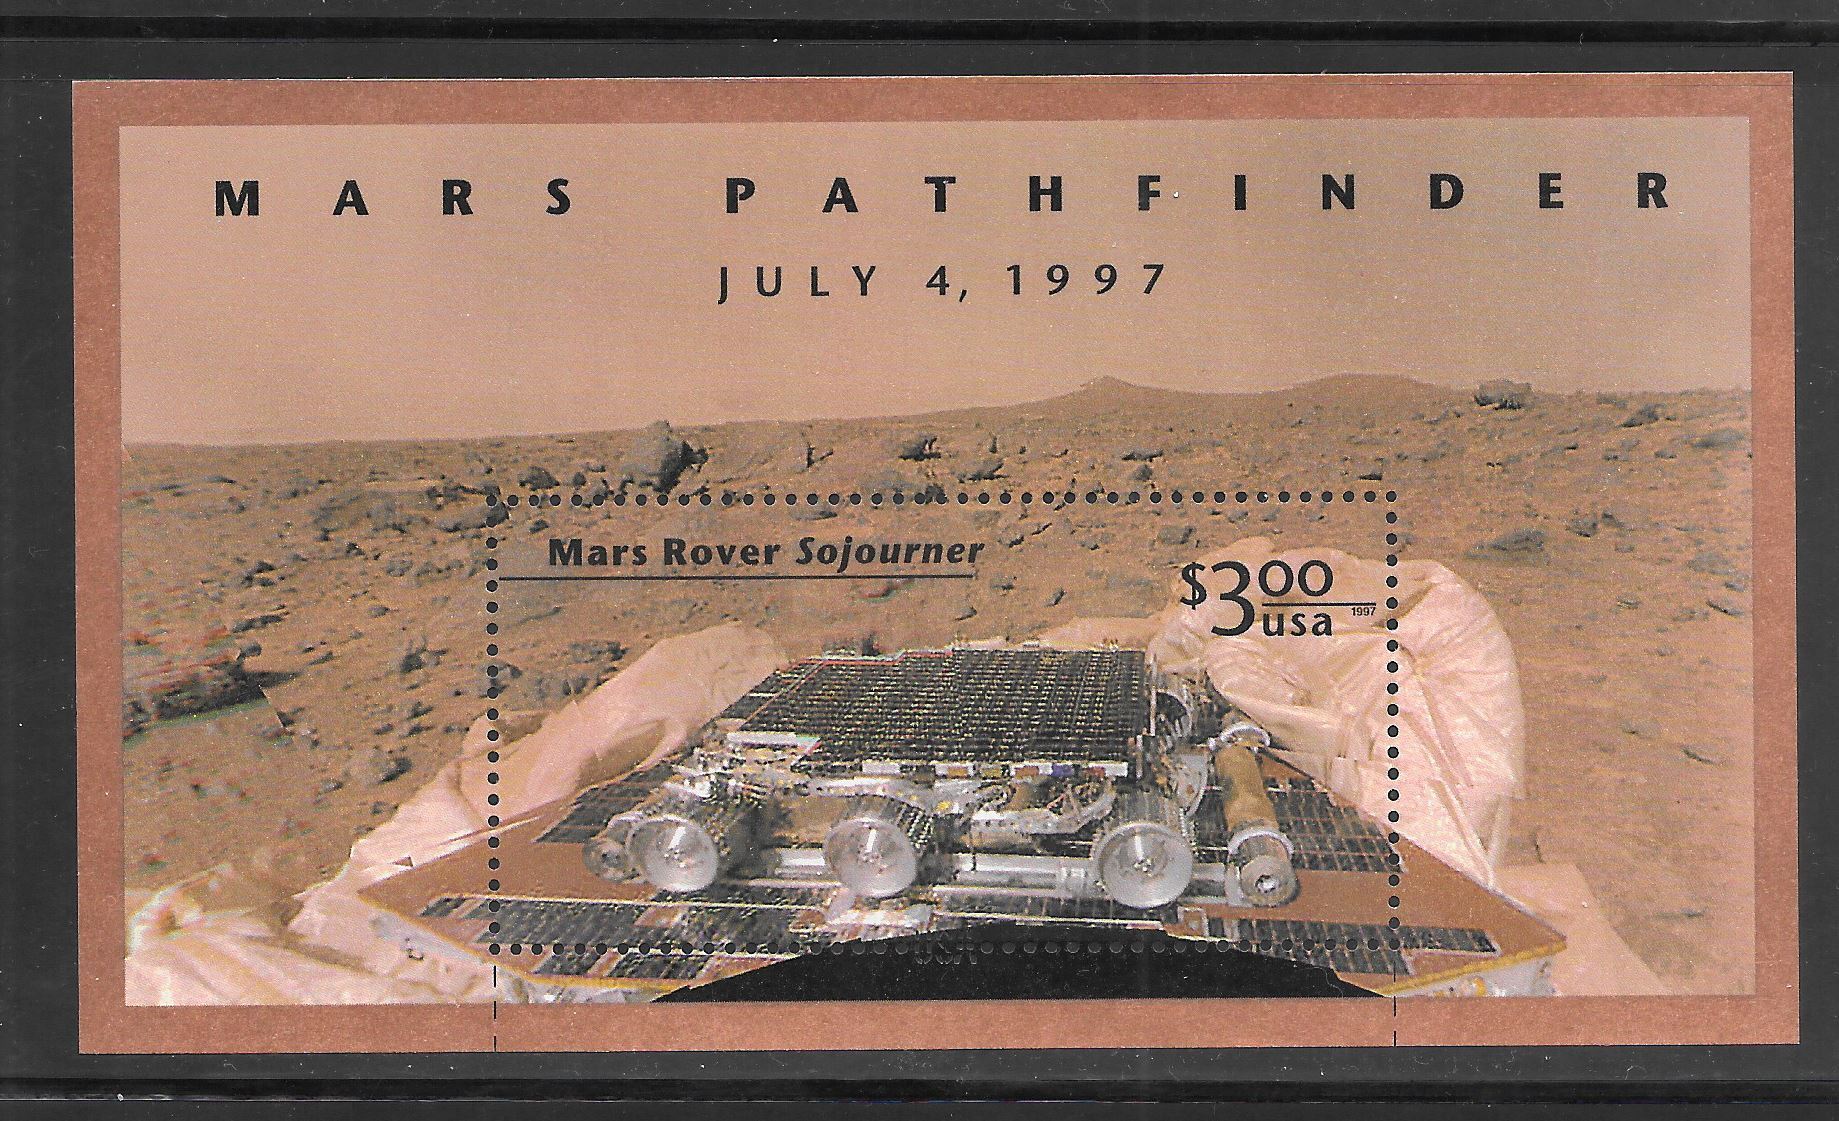 MARS PATHFINDER
JULY 4, 1997
Mars Rover Sojourner
$3.00
1997
usa